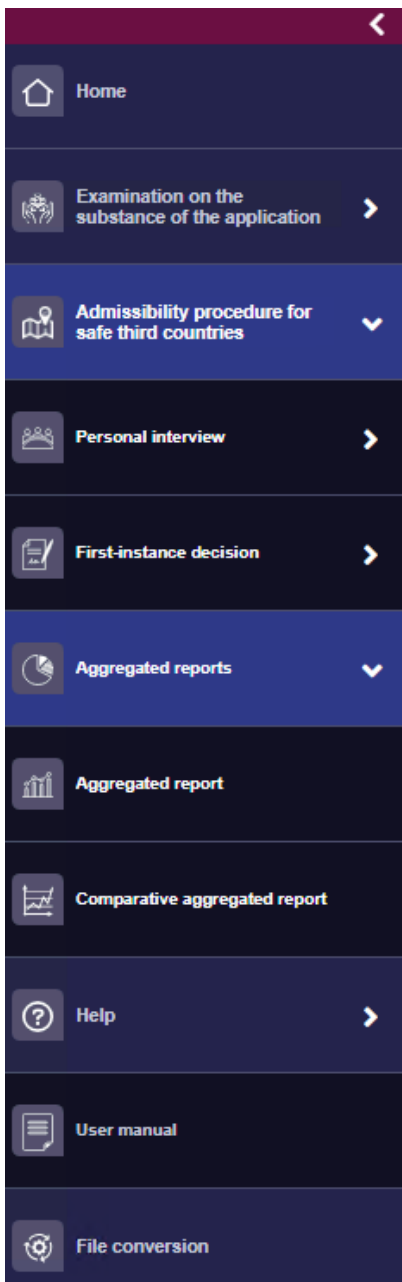 Home
Examination on the
substance of the application
Admissibility procedure for
safe third countries
Personal interview
First-instance decision
Aggregated reports
Aggregated report
Comparative aggregated report
Help
User manual
File conversion